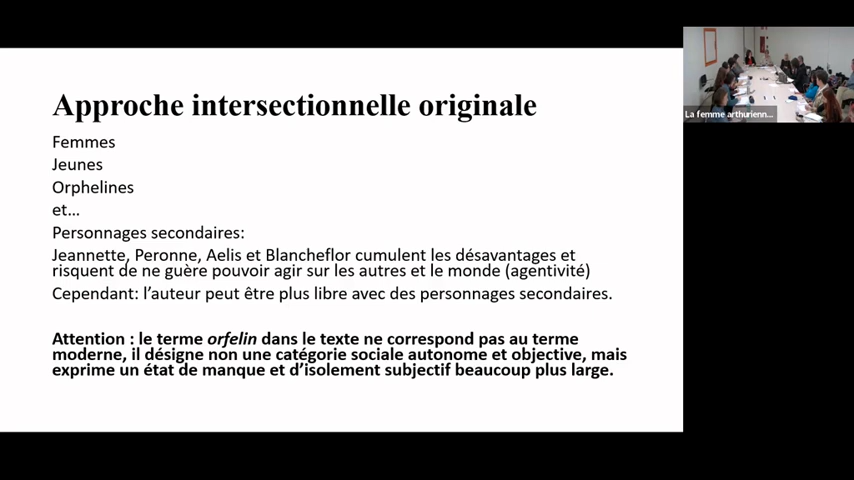 Approche intersectionnelle originale
Femmes
Jeunes
Orphelines
et...
Personnages secondaires:
Jeannette, Peronne, Aelis et Blancheflor cumulent les désavantages et
risquent de ne guère pouvoir agir sur les autres et le monde (agentivité)
Cependant: l’auteur peut être plus libre avec des personnages secondaires.
Attention : le terme orfelin dans le texte ne correspond pas au terme
moderne, il désigne non une catégorie sociale autonome et objective, mais
exprime un état de manque et d’isolement subjectif beaucoup plus large.
La femme arthurienn...